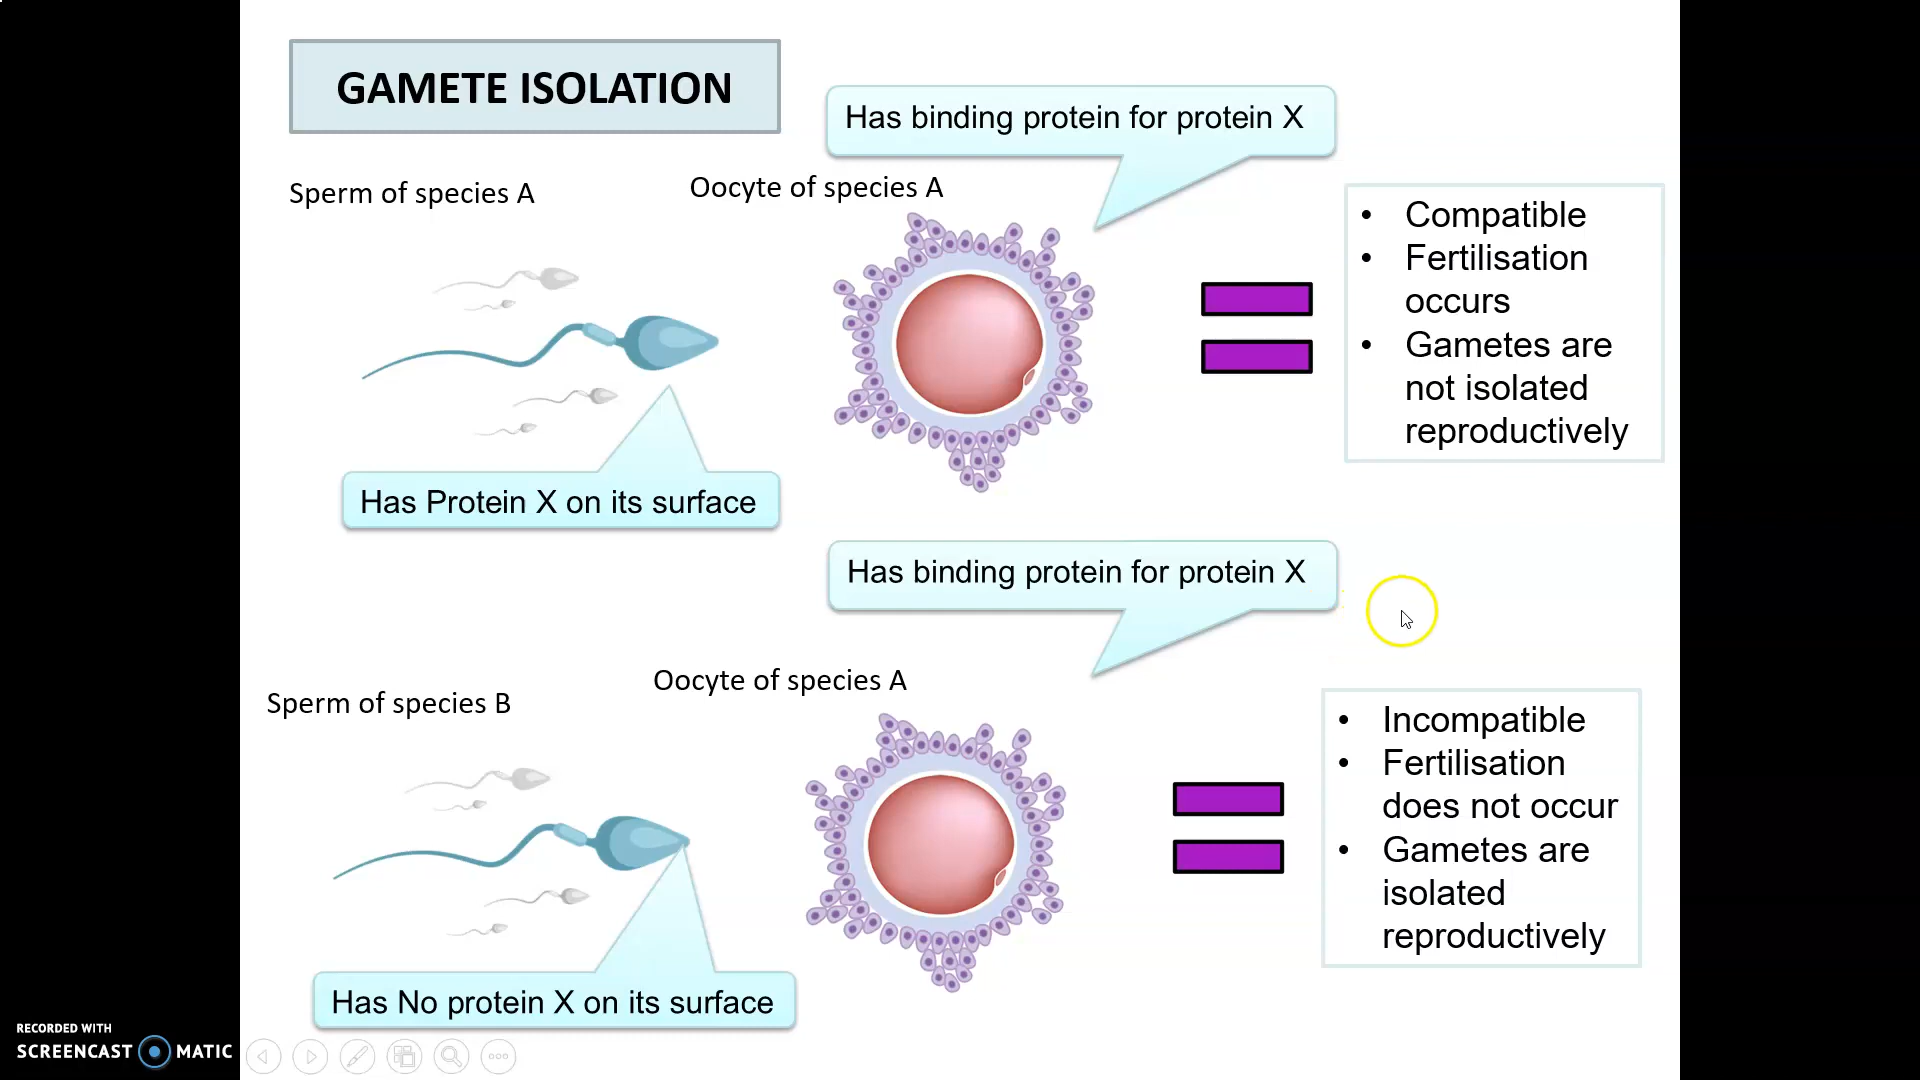 GAMETE ISOLATION
Has binding protein for protein X
Sperm of species A
Oocyte of species A
• Compatible
• Fertilisation
occurs
• Gametes are
not isolated
reproductively
Has Protein X on its surface
Has binding protein for protein X
Sperm of species B
Oocyte of species A
• Incompatible
• Fertilisation
does not occur
• Gametes are
isolated
reproductively
Has No protein X on its surface
RECORDED WITH
SCREENCAST MATIC